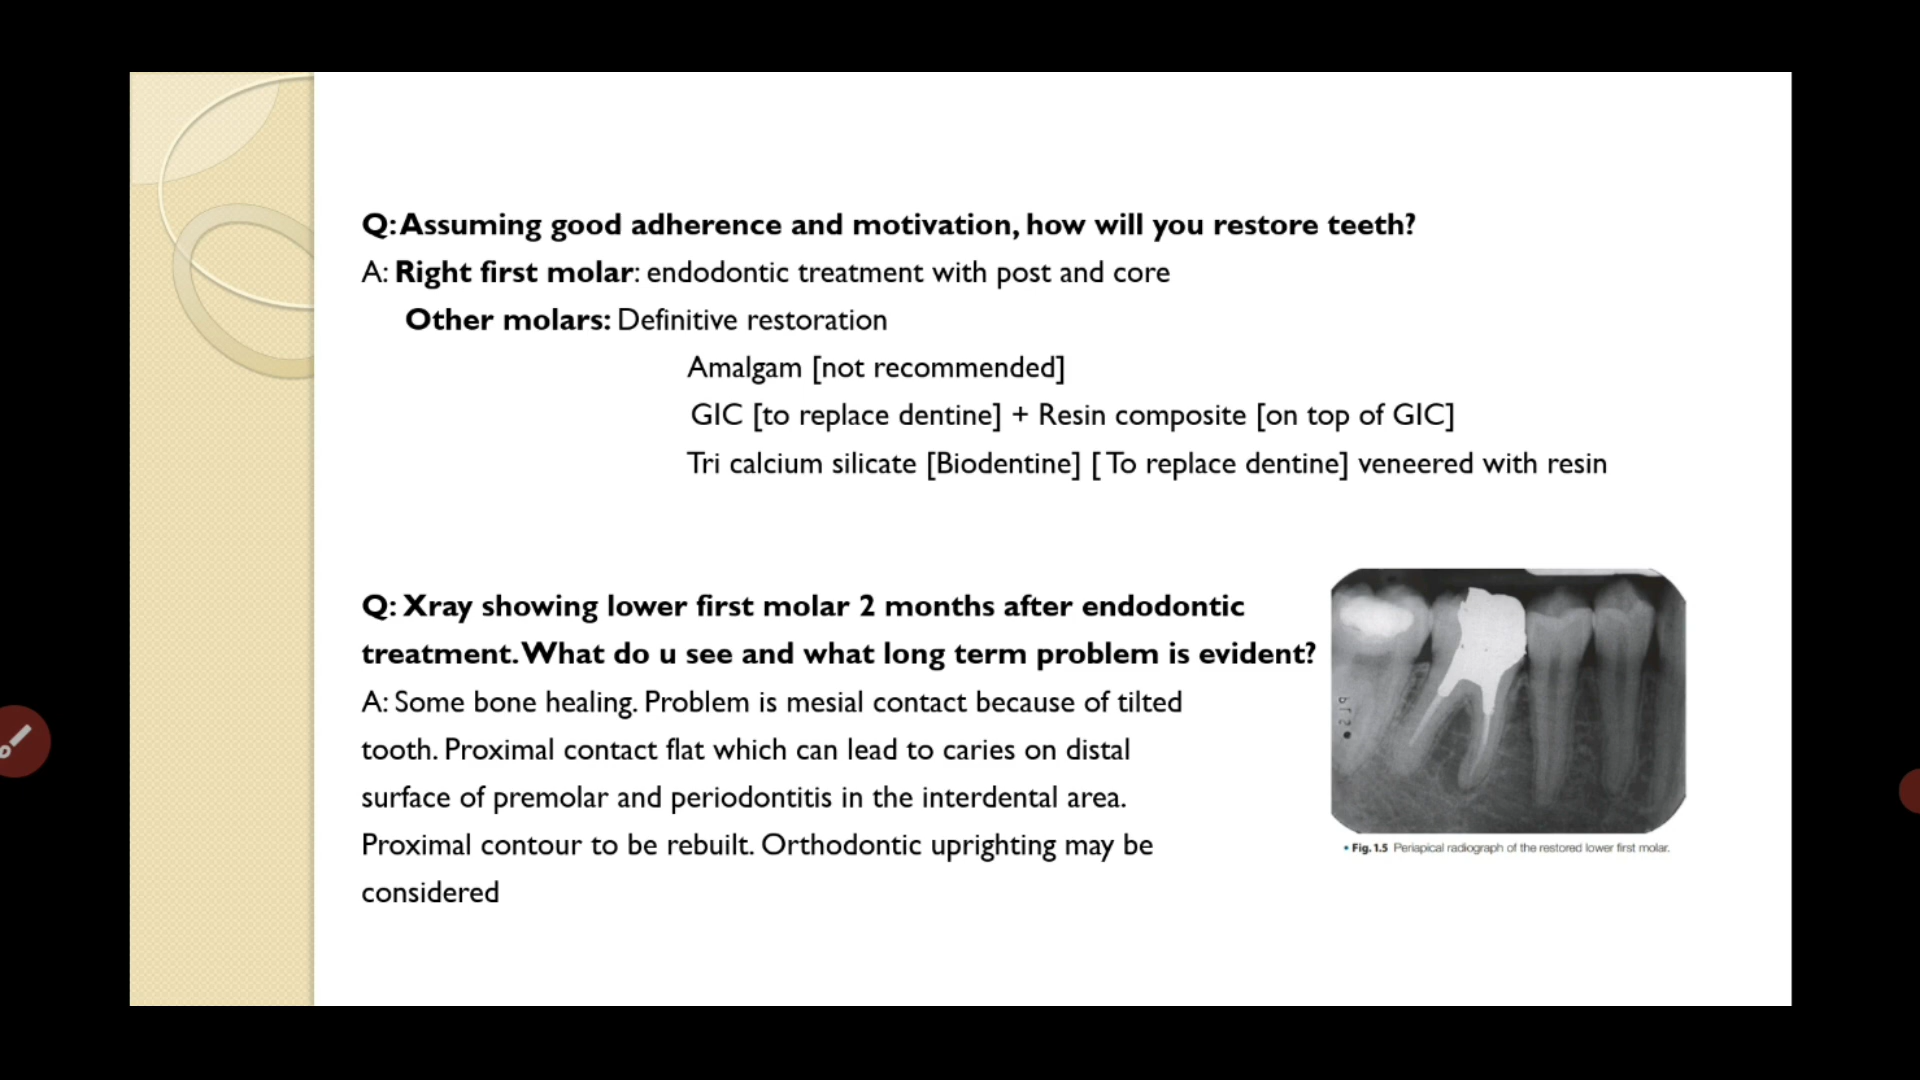 Q: Assuming good adherence and motivation, how will you restore teeth?
A: Right first molar: endodontic treatment with post and core
Other molars: Definitive restoration
Amalgam [not recommended]
GIC [to replace dentine] + Resin composite [on top of GIC]
Tri calcium silicate [Biodentine] [ To replace dentine] veneered with resin
Q: Xray showing lower first molar 2 months after endodontic
treatment. What do u see and what long term problem is evident?
A: Some bone healing. Problem is mesial contact because of tilted
tooth. Proximal contact flat which can lead to caries on distal
surface of premolar and periodontitis in the interdental area.
Proximal contour to be rebuilt. Orthodontic uprighting may be
considered
• Fig. 1.5 Periapical radiograph of the restored lower first molar.